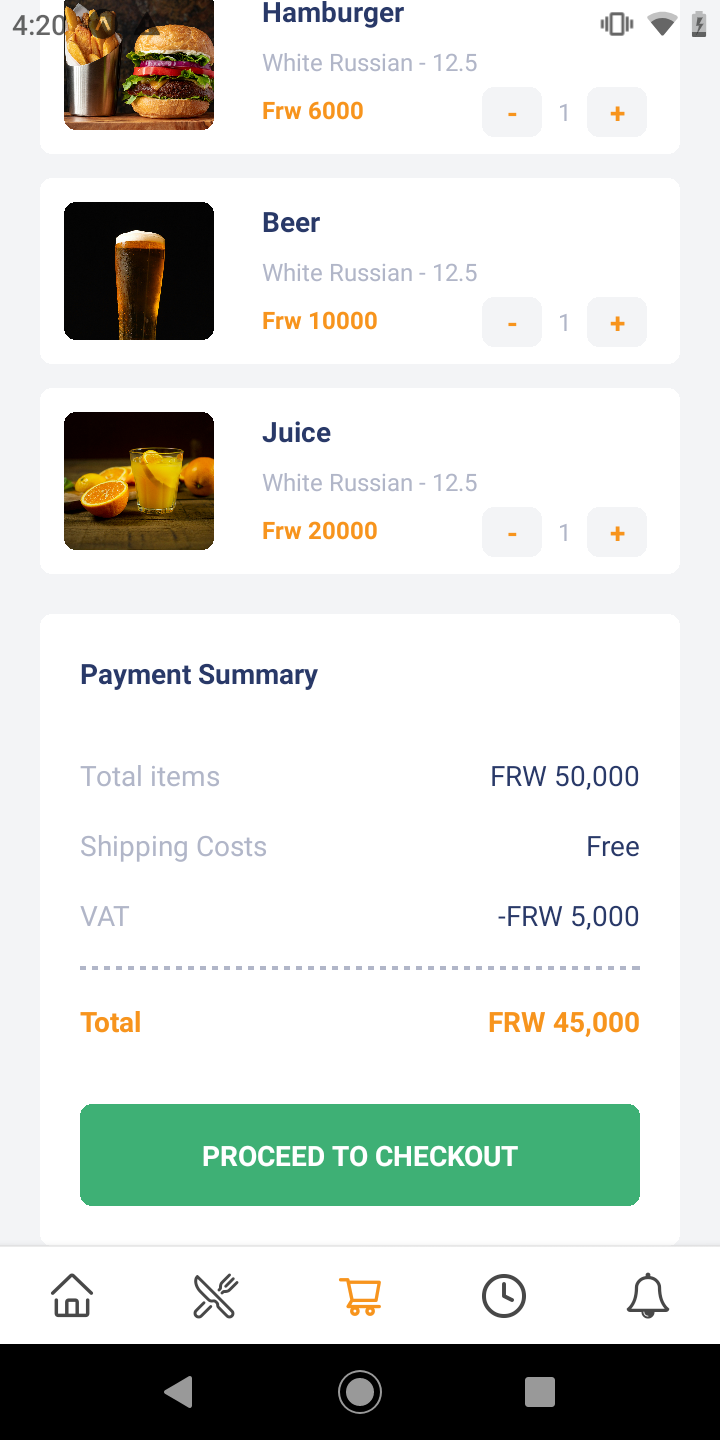 4:20
Hamburger
White Russian - 12.5
Frw 6000
- 1 +
Beer
White Russian - 12.5
Frw 10000
- 1 +
Juice
White Russian - 12.5
Frw 20000
- 1 +
Payment Summary
Total items FRW 50,000
Shipping Costs Free
VAT -FRW 5,000
Total FRW 45,000
PROCEED TO CHECKOUT